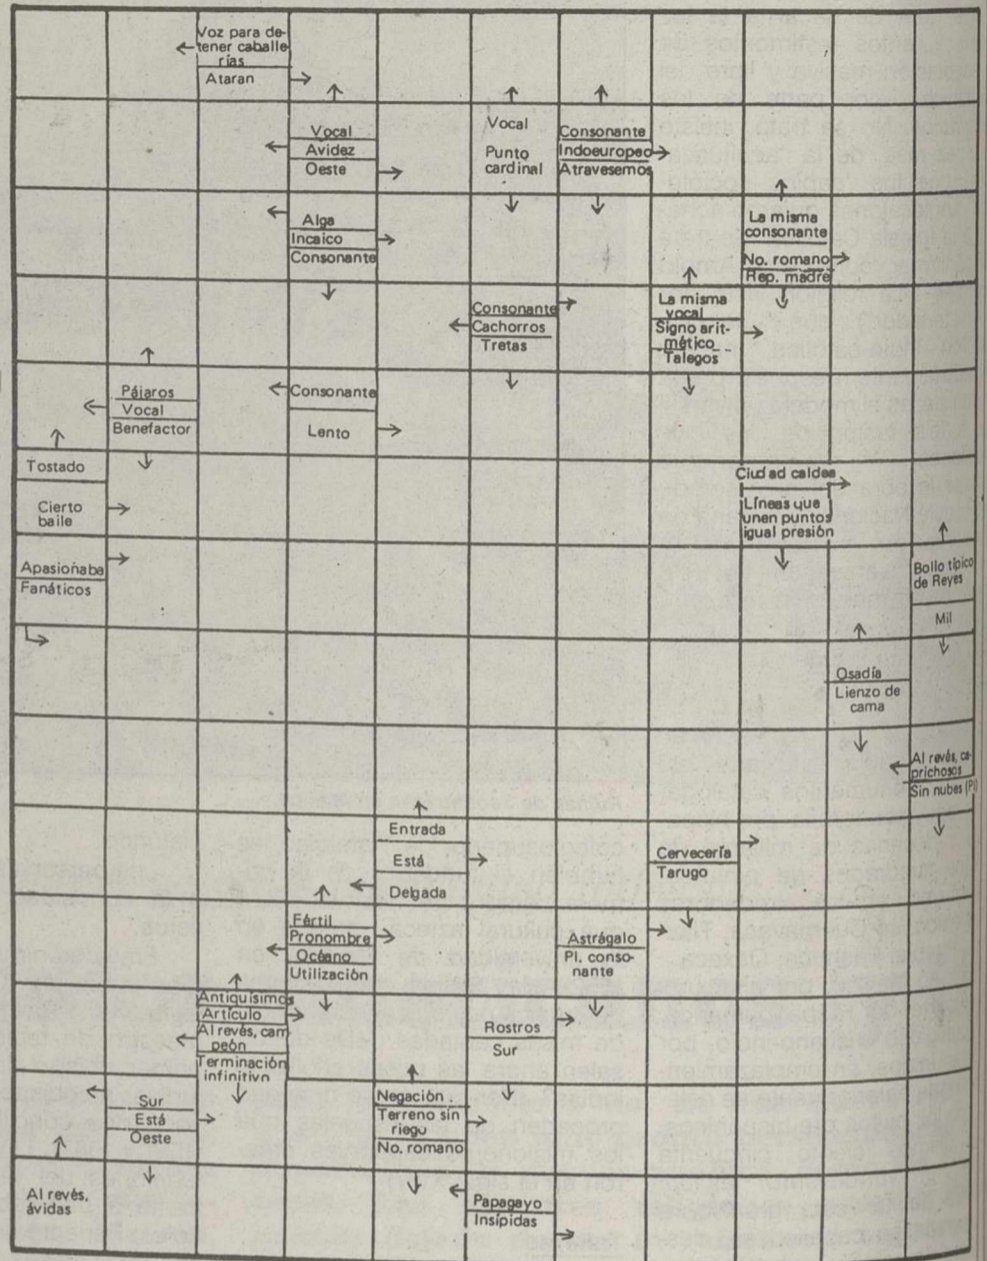 Voz para de-
tener caballe-
rías
Ataran
Vocal
Avidez
Oeste
Vocal
Punto
cardinal
Consonante
Indoeuropeo
Atravesemos
Alga
Incaico
Consonante
La misma
consonante
No. romano
Rep. madre
Consonante
Cachorros
Tretas
La misma
vocal
Signo arit-
mético
Talegos
Pájaros
Vocal
Benefactor
Consonante
Lento
Tostado
Cierto
baile
Ciudad caldea
Líneas que
unen puntos
igual presión
Apasionaba
Fanáticos
Bollo típico
de Reyes
Mil
Osadía
Lienzo de
cama
Al revés, ca-
prichosos
Sin nubes (Pl)
Entrada
Está
Delgada
Cervecería
Tarugo
Fértil
Pronombre
Océano
Utilización
Astrágalo
Pl. conso-
nante
Antiquísimos
Artículo
Al revés, cam-
peón
Terminación
infinitivo
Rostros
Sur
Sur
Está
Oeste
Negación
Terreno sin
riego
No. romano
Al revés,
ávidas
Papagayo
Insípidas